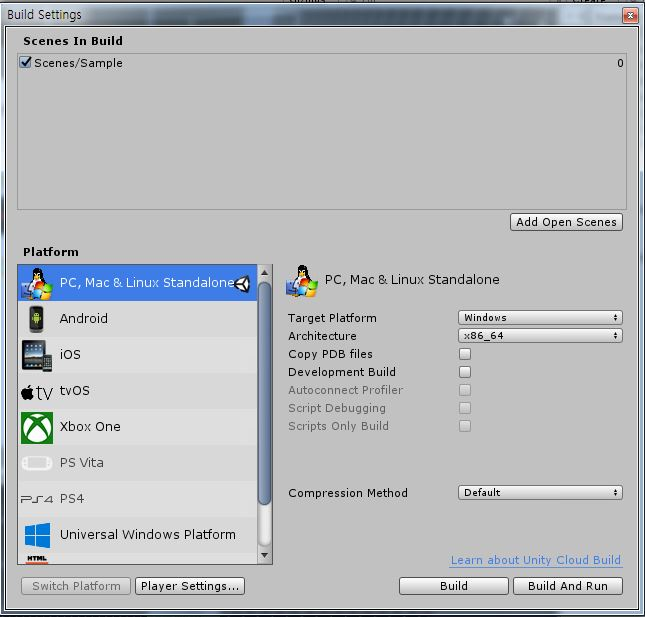 Build Settings
Scenes In Build
Scenes/Sample 0
Add Open Scenes
Platform
PC, Mac & Linux Standalone
Android
iOS
tv tvOS
Xbox One
PS Vita
PS4 PS4
Universal Windows Platform
HTML
PC, Mac & Linux Standalone
Target Platform Windows
Architecture x86_64
Copy PDB files
Development Build
Autoconnect Profiler
Script Debugging
Scripts Only Build
Compression Method Default
Learn about Unity Cloud Build
Switch Platform Player Settings... Build Build And Run